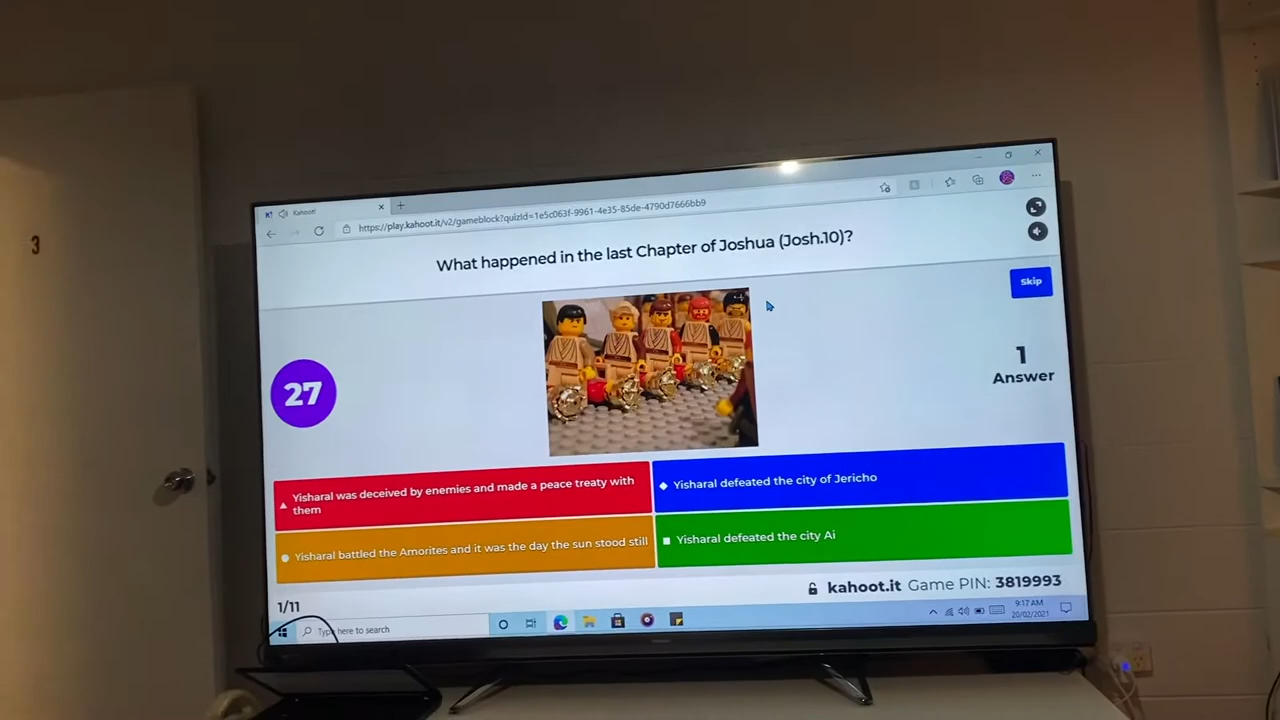 3
Kahoot!
https://play.kahoot.it/v2/gameblock?quizId=1e5c063f-9961-4e35-85de-4790d7666bb9
What happened in the last Chapter of Joshua (Josh.10)?
Skip
27
1
Answer
Yisharal was deceived by enemies and made a peace treaty with
them
Yisharal defeated the city of Jericho
Yisharal battled the Amorites and it was the day the sun stood still
Yisharal defeated the city Ai
1/11
kahoot.it Game PIN: 3819993
Type here to search
9:17 AM
20/02/2021